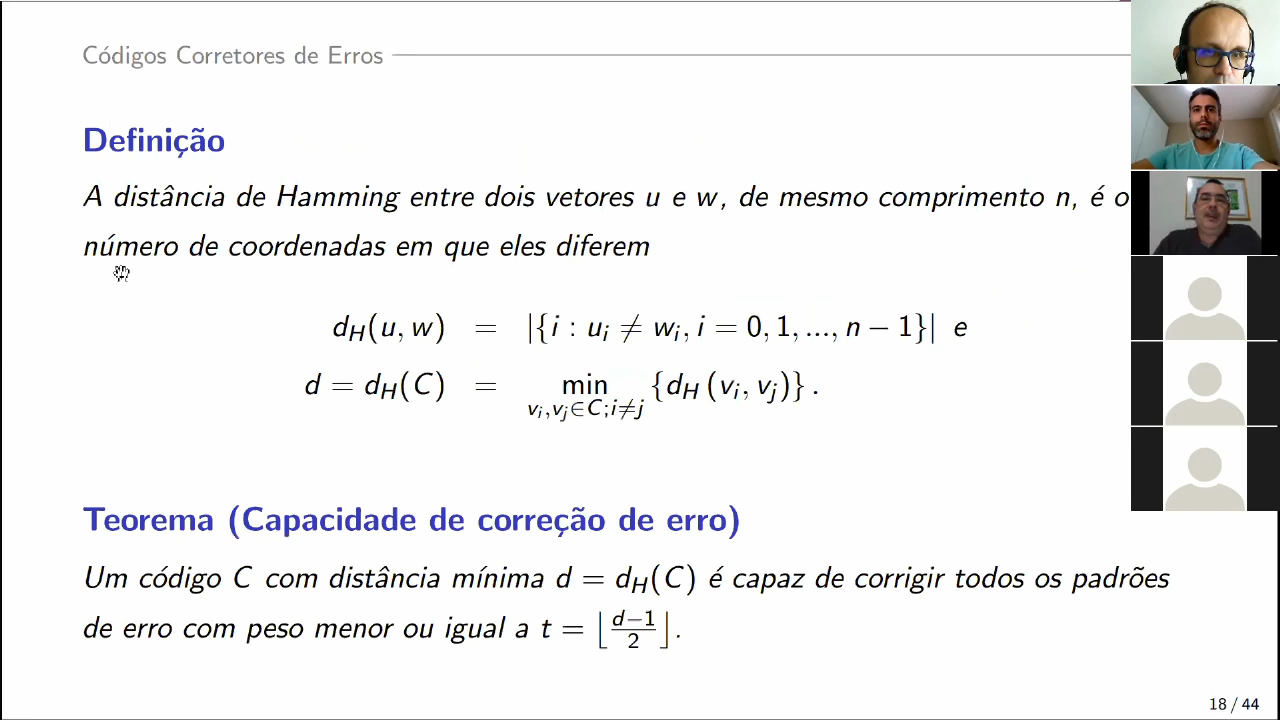 Códigos Corretores de Erros
Definição
A distância de Hamming entre dois vetores u e w, de mesmo comprimento n, é o
número de coordenadas em que eles diferem
d_H(u, w) = |{i : u_i ≠ w_i, i = 0, 1, ..., n − 1}| e
d = d_H(C) = min_{v_i,v_j∈C;i≠j} {d_H (v_i, v_j)} .
Teorema (Capacidade de correção de erro)
Um código C com distância mínima d = d_H(C) é capaz de corrigir todos os padrões
de erro com peso menor ou igual a t = ⌊(d−1)/2⌋ .
18 / 44